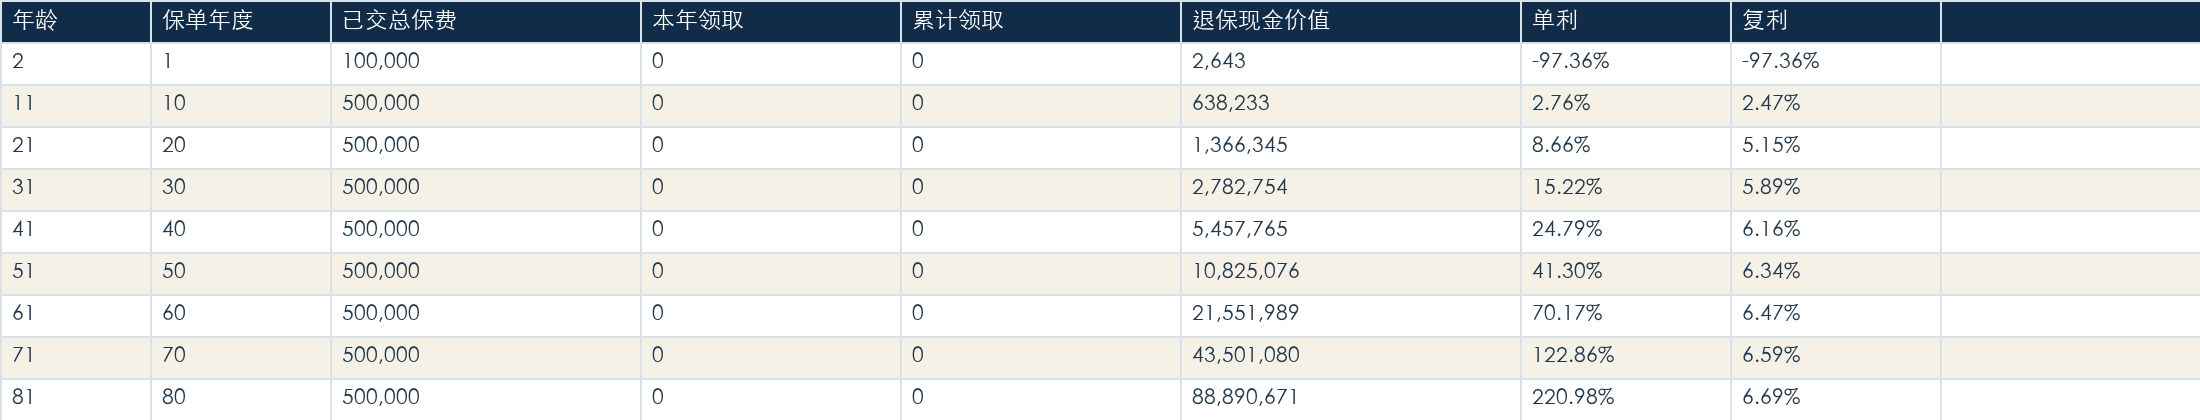 年龄 保单年度 已交总保费 本年领取 累计领取 退保现金价值 单利 复利
2 1 100,000 0 0 2,643 -97.36% -97.36%
11 10 500,000 0 0 638,233 2.76% 2.47%
21 20 500,000 0 0 1,366,345 8.66% 5.15%
31 30 500,000 0 0 2,782,754 15.22% 5.89%
41 40 500,000 0 0 5,457,765 24.79% 6.16%
51 50 500,000 0 0 10,825,076 41.30% 6.34%
61 60 500,000 0 0 21,551,989 70.17% 6.47%
71 70 500,000 0 0 43,501,080 122.86% 6.59%
81 80 500,000 0 0 88,890,671 220.98% 6.69%